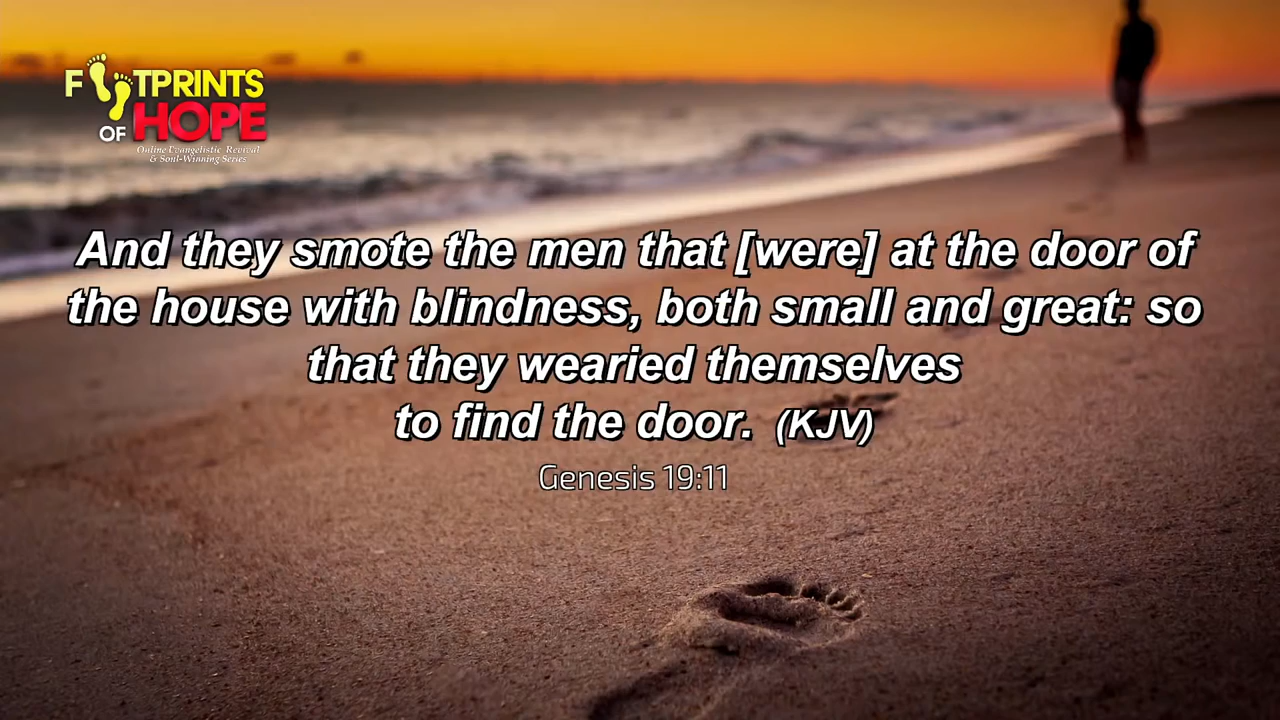 FOOTPRINTS
OF HOPE
Online Evangelistic Revival
& Soul-Winning Series
And they smote the men that [were] at the door of
the house with blindness, both small and great: so
that they wearied themselves
to find the door. (KJV)
Genesis 19:11